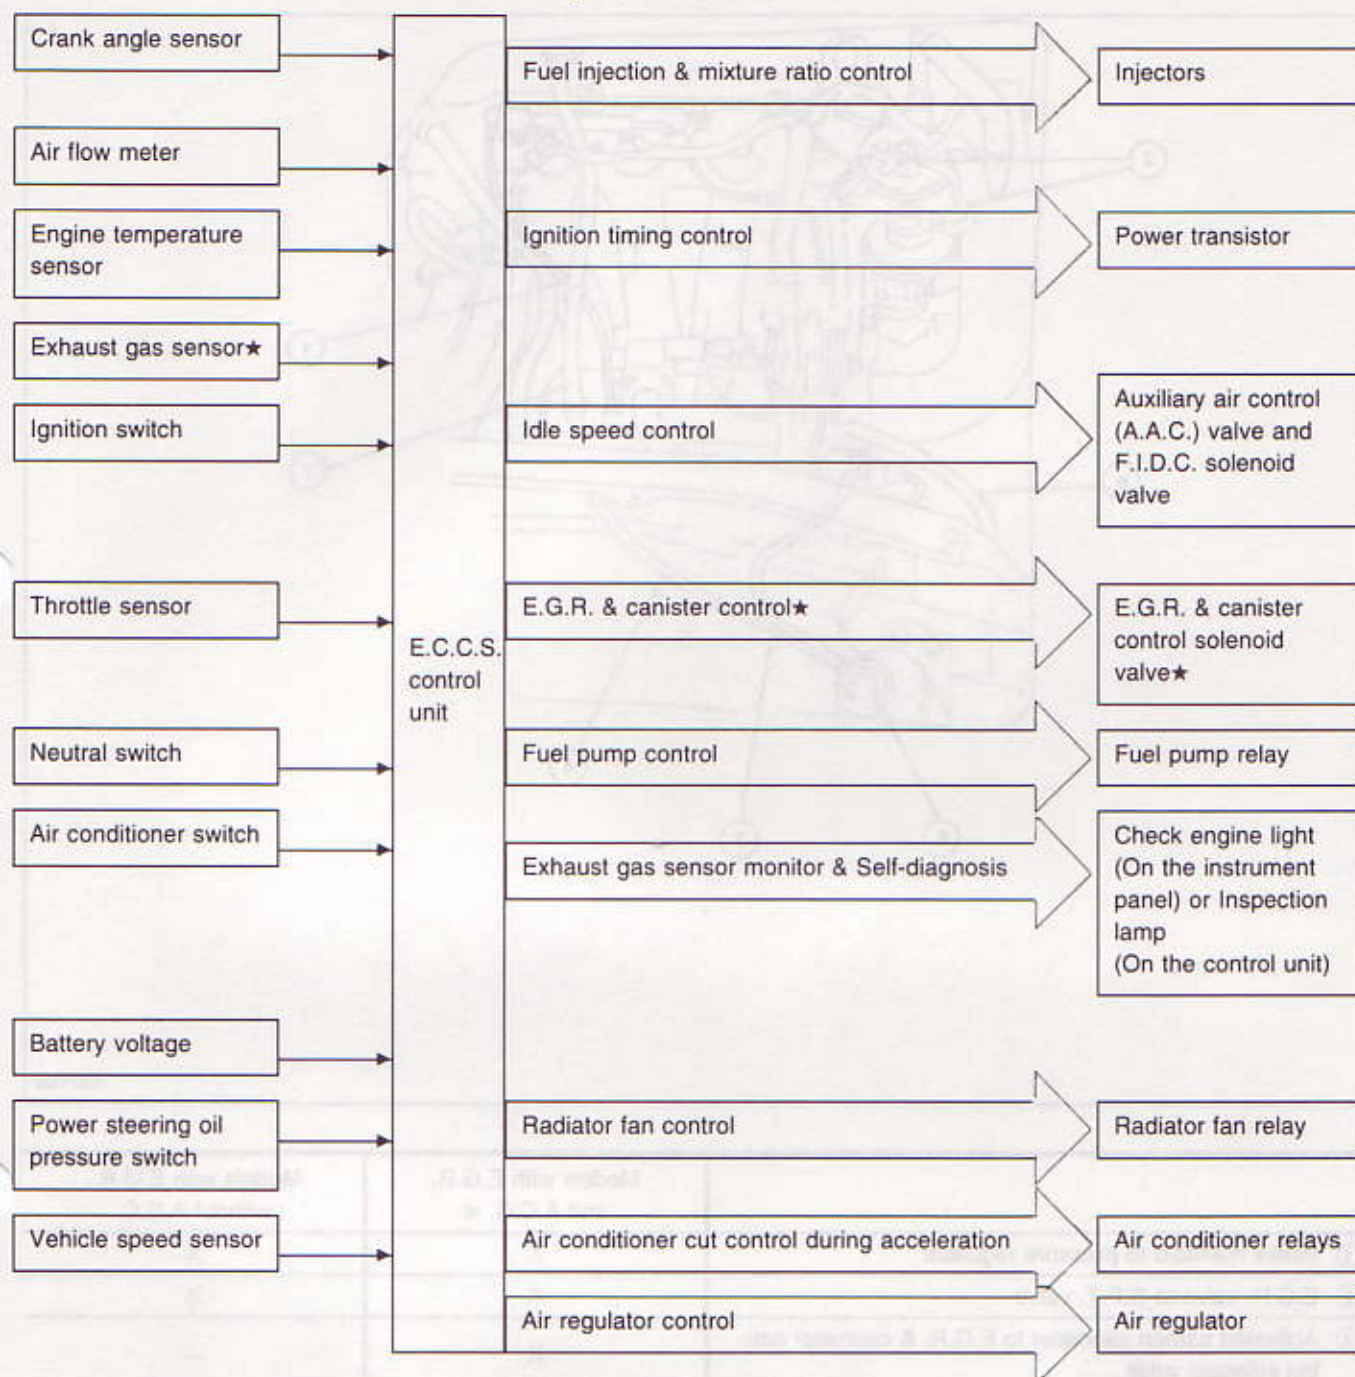 Crank angle sensor
Air flow meter
Engine temperature
sensor
Exhaust gas sensor★
Ignition switch
Throttle sensor
Neutral switch
Air conditioner switch
Battery voltage
Power steering oil
pressure switch
Vehicle speed sensor
E.C.C.S.
control
unit
Fuel injection & mixture ratio control
Injectors
Ignition timing control
Power transistor
Idle speed control
Auxiliary air control
(A.A.C.) valve and
F.I.D.C. solenoid
valve
E.G.R. & canister control★
E.G.R. & canister
control solenoid
valve★
Fuel pump control
Fuel pump relay
Exhaust gas sensor monitor & Self-diagnosis
Check engine light
(On the instrument
panel) or Inspection
lamp
(On the control unit)
Radiator fan control
Radiator fan relay
Air conditioner cut control during acceleration
Air conditioner relays
Air regulator control
Air regulator